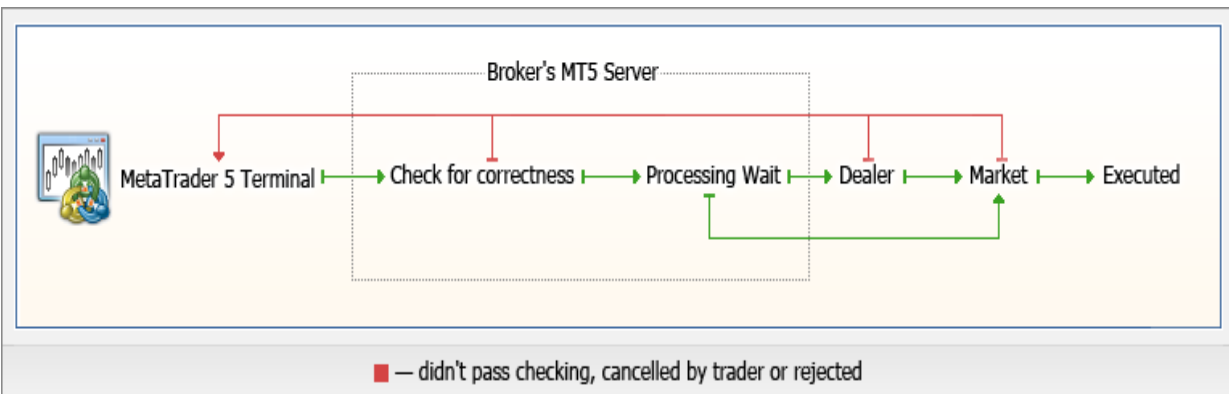 Broker's MT5 Server
MetaTrader 5 Terminal Check for correctness Processing Wait Dealer Market Executed
— didn't pass checking, cancelled by trader or rejected